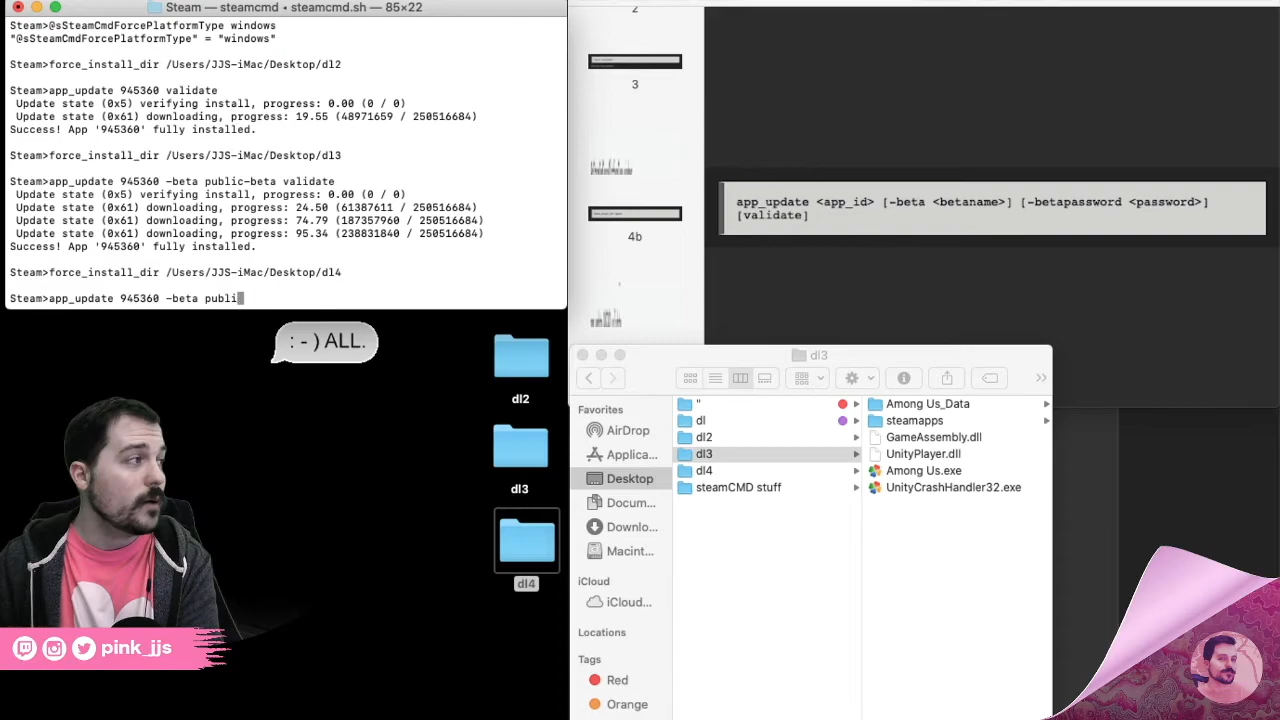 Steam — steamcmd • steamcmd.sh — 85×22
Steam>@sSteamCmdForcePlatformType windows
"@sSteamCmdForcePlatformType" = "windows"
Steam>force_install_dir /Users/JJS-iMac/Desktop/dl2
Steam>app_update 945360 validate
Update state (0x5) verifying install, progress: 0.00 (0 / 0)
Update state (0x61) downloading, progress: 19.55 (48971659 / 250516684)
Success! App '945360' fully installed.
Steam>force_install_dir /Users/JJS-iMac/Desktop/dl3
Steam>app_update 945360 -beta public-beta validate
Update state (0x5) verifying install, progress: 0.00 (0 / 0)
Update state (0x61) downloading, progress: 24.50 (61387611 / 250516684)
Update state (0x61) downloading, progress: 74.79 (187357960 / 250516684)
Update state (0x61) downloading, progress: 95.34 (238831840 / 250516684)
Success! App '945360' fully installed.
Steam>force_install_dir /Users/JJS-iMac/Desktop/dl4
Steam>app_update 945360 -beta publi
: - ) ALL.
dl2
dl3
dl4
pink_jjs
2
3
4b
app_update <app_id> [-beta <betaname>] [-betapassword <password>]
[validate]
dl3
Favorites
AirDrop
Applica...
Desktop
Docum...
Downlo...
Macint...
iCloud
iCloud...
Locations
Tags
Red
Orange
"
dl
dl2
dl3
dl4
steamCMD stuff
Among Us_Data
steamapps
GameAssembly.dll
UnityPlayer.dll
Among Us.exe
UnityCrashHandler32.exe